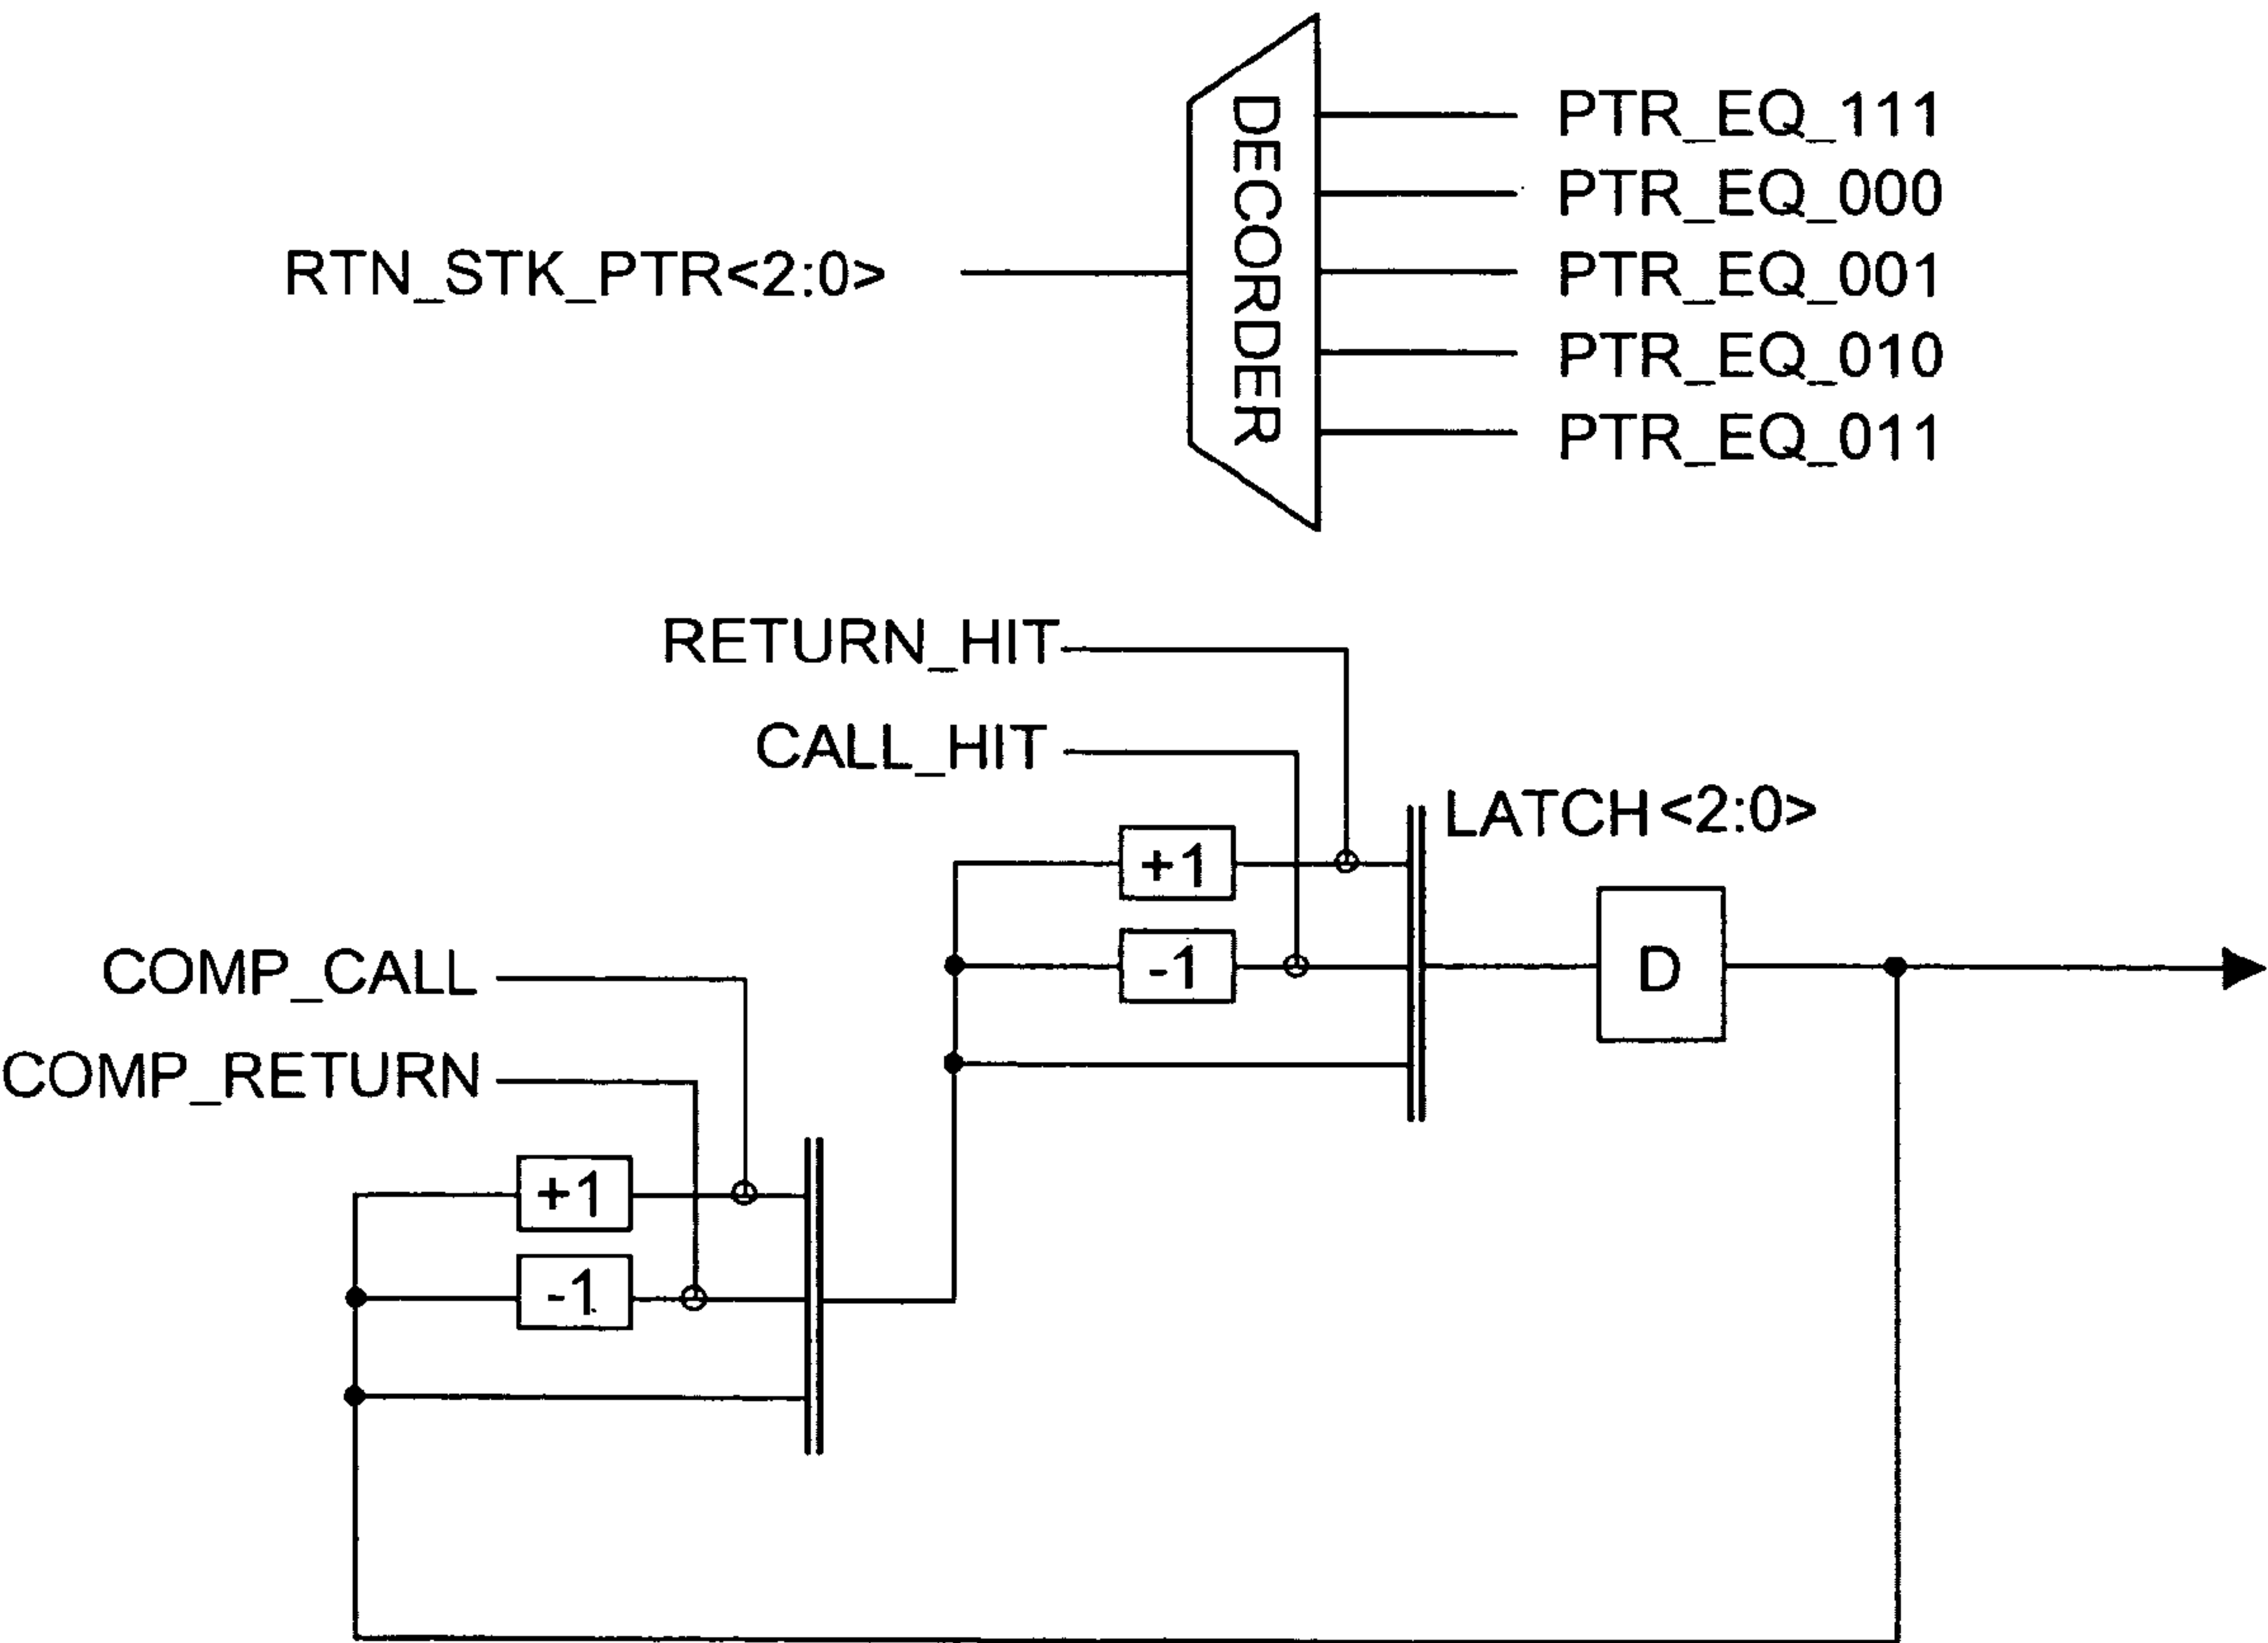 PTR_EQ_111
PTR_EQ_000
RTN_STK_PTR<2:0>
DECORDER
PTR_EQ_001
PTR_EQ_010
PTR_EQ_011
RETURN_HIT
CALL_HIT
LATCH<2:0>
+1
-1
D
COMP_CALL
COMP_RETURN
+1
-1